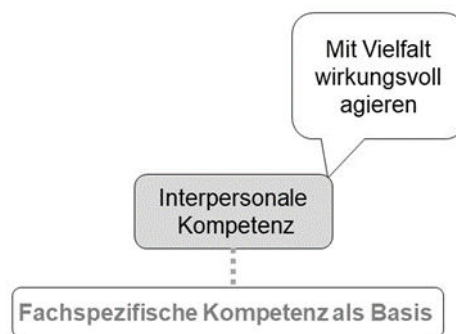 Mit Vielfalt
wirkungsvoll
agieren
Interpersonale
Kompetenz
Fachspezifische Kompetenz als Basis